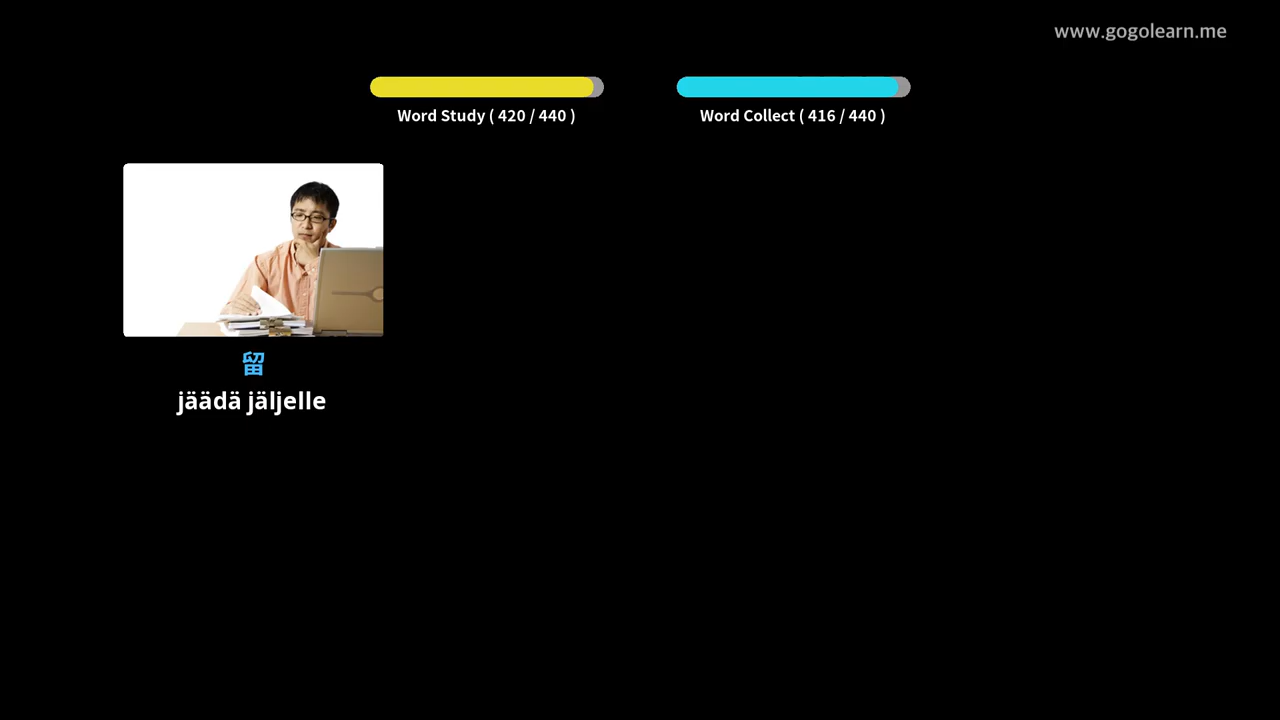 www.gogolearn.me
Word Study ( 420 / 440 )
Word Collect ( 416 / 440 )
留
jäädä jäljelle